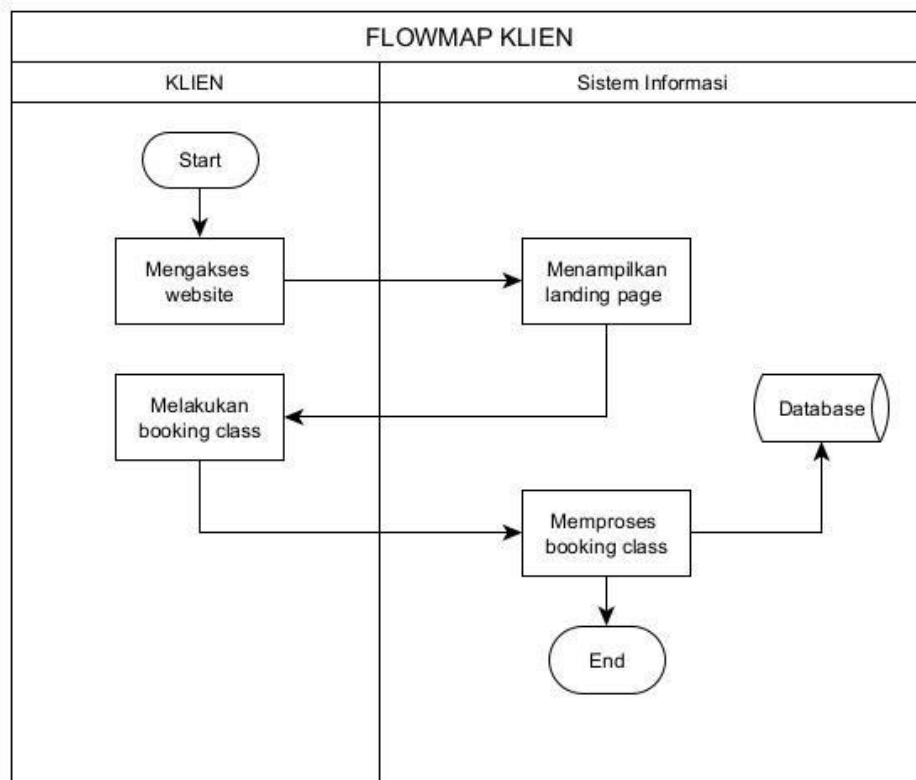 FLOWMAP KLIEN
KLIEN
Sistem Informasi
Start
Mengakses
website
Menampilkan
landing page
Melakukan
booking class
Database
Memproses
booking class
End